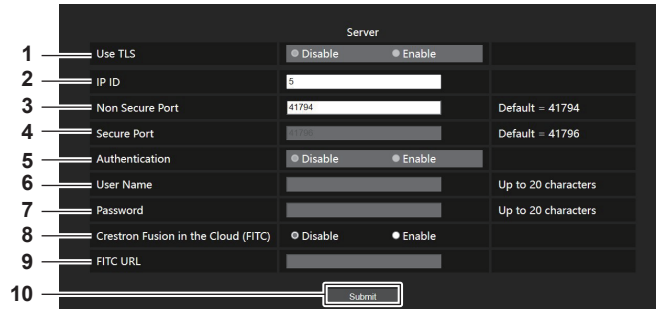 Server
1 Use TLS Disable Enable
2 IP ID 5
3 Non Secure Port 41794 Default = 41794
4 Secure Port 41796 Default = 41796
5 Authentication Disable Enable
6 User Name Up to 20 characters
7 Password Up to 20 characters
8 Crestron Fusion in the Cloud (FITC) Disable Enable
9 FITC URL
10 Submit